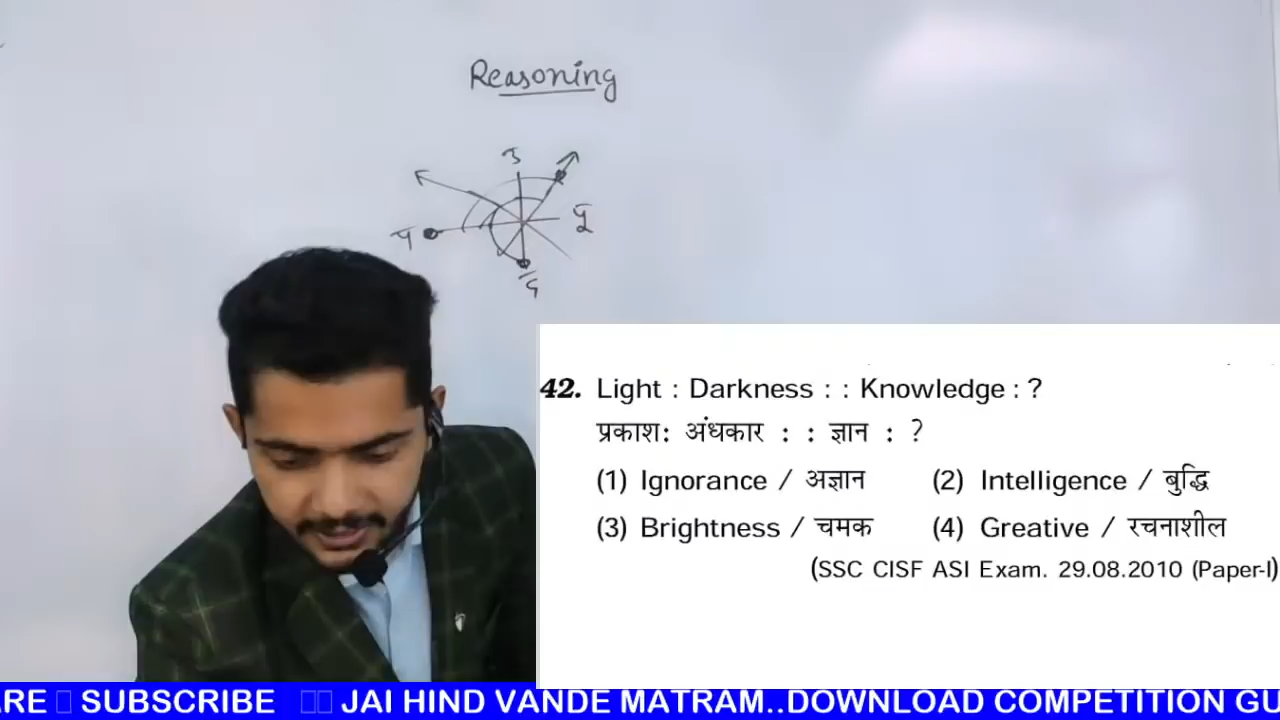 Reasoning
उ
पू
प
द
42. Light : Darkness : : Knowledge : ?
प्रकाश: अंधकार : : ज्ञान : ?
(1) Ignorance / अज्ञान (2) Intelligence / बुद्धि
(3) Brightness / चमक (4) Greative / रचनाशील
(SSC CISF ASI Exam. 29.08.2010 (Paper-I)
ARE SUBSCRIBE JAI HIND VANDE MATRAM..DOWNLOAD COMPETITION GU